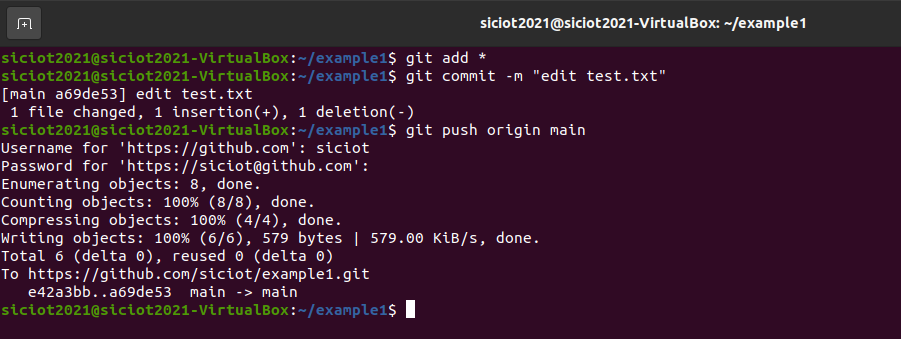 siciot2021@siciot2021-VirtualBox: ~/example1
siciot2021@siciot2021-VirtualBox:~/example1$ git add *
siciot2021@siciot2021-VirtualBox:~/example1$ git commit -m "edit test.txt"
[main a69de53] edit test.txt
 1 file changed, 1 insertion(+), 1 deletion(-)
siciot2021@siciot2021-VirtualBox:~/example1$ git push origin main
Username for 'https://github.com': siciot
Password for 'https://siciot@github.com':
Enumerating objects: 8, done.
Counting objects: 100% (8/8), done.
Compressing objects: 100% (4/4), done.
Writing objects: 100% (6/6), 579 bytes | 579.00 KiB/s, done.
Total 6 (delta 0), reused 0 (delta 0)
To https://github.com/siciot/example1.git
   e42a3bb..a69de53  main -> main
siciot2021@siciot2021-VirtualBox:~/example1$